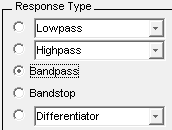 Response Type
Lowpass
Highpass
Bandpass
Bandstop
Differentiator